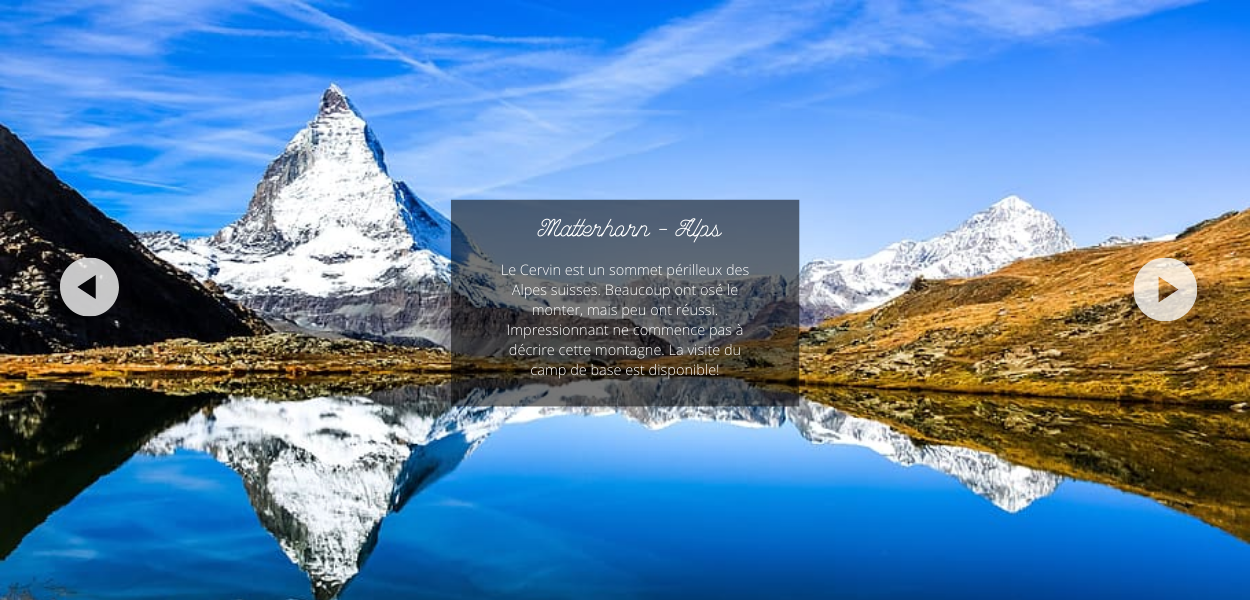 Matterhorn - Alps
Le Cervin est un sommet périlleux des
Alpes suisses. Beaucoup ont osé le
monter, mais peu ont réussi.
Impressionnant ne commence pas à
décrire cette montagne. La visite du
camp de base est disponible!